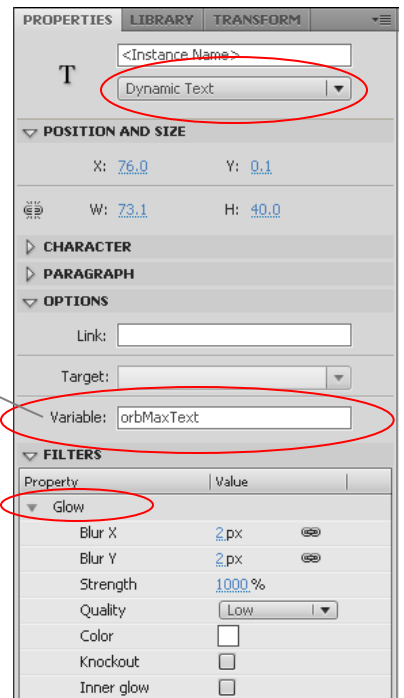 PROPERTIES LIBRARY TRANSFORM
<Instance Name>
T
Dynamic Text
POSITION AND SIZE
X: 76.0 Y: 0.1
W: 73.1 H: 40.0
CHARACTER
PARAGRAPH
OPTIONS
Link:
Target:
Variable: orbMaxText
FILTERS
Property Value
Glow
Blur X 2 px
Blur Y 2 px
Strength 1000 %
Quality Low
Color
Knockout
Inner glow